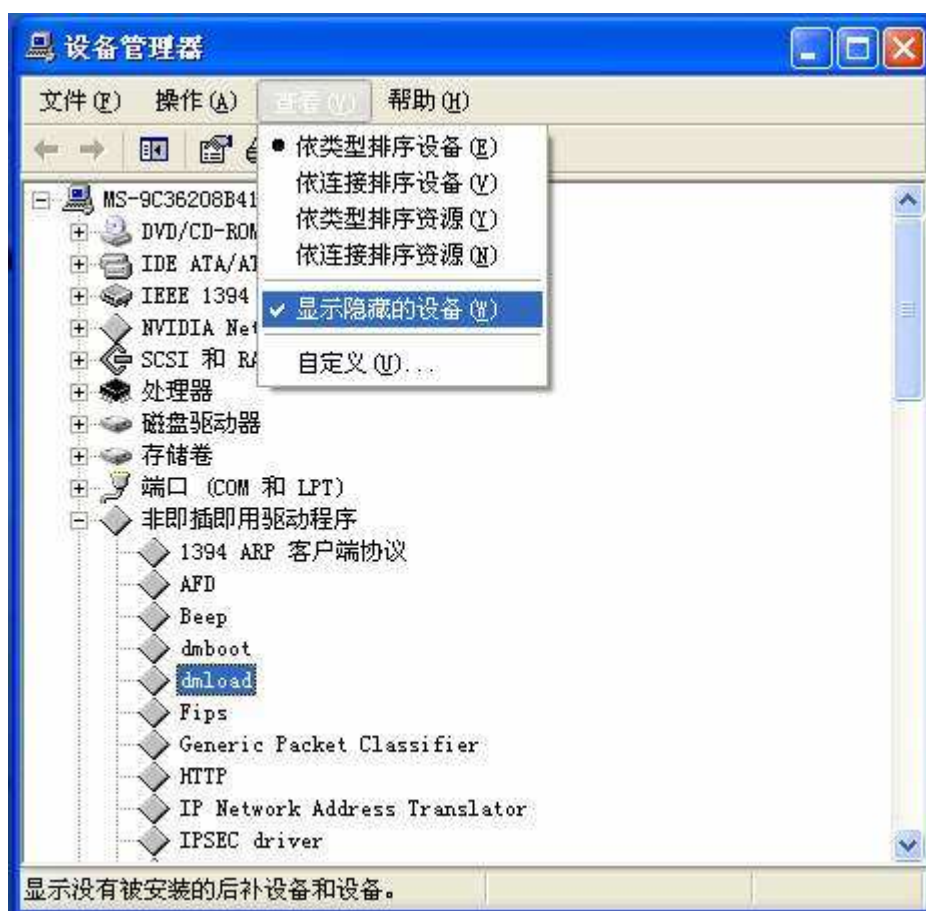 设备管理器
文件(F) 操作(A) 查看(V) 帮助(H)
依类型排序设备(E)
依连接排序设备(V)
依类型排序资源(Y)
依连接排序资源(N)
显示隐藏的设备(W)
自定义(U)...
MS-9C36208B41
DVD/CD-ROM
IDE ATA/AT
IEEE 1394
NVIDIA Net
SCSI 和 RA
处理器
磁盘驱动器
存储卷
端口 (COM 和 LPT)
非即插即用驱动程序
1394 ARP 客户端协议
AFD
Beep
dmboot
dmload
Fips
Generic Packet Classifier
HTTP
IP Network Address Translator
IPSEC driver
显示没有被安装的后补设备和设备。